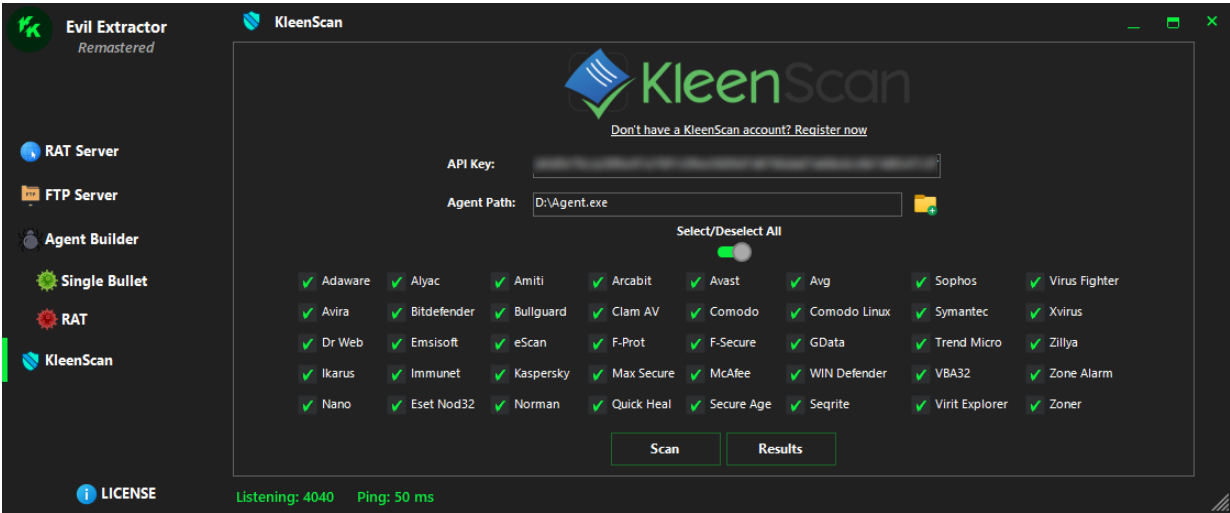 Evil Extractor
Remastered
KleenScan
KleenScan
Don't have a KleenScan account? Register now
API Key:
Agent Path: D:\Agent.exe
Select/Deselect All
RAT Server
FTP Server
FTP
Agent Builder
Single Bullet
RAT
KleenScan
Adaware Alyac Amiti Arcabit Avast Avg Sophos Virus Fighter
Avira Bitdefender Bullguard Clam AV Comodo Comodo Linux Symantec Xvirus
Dr Web Emsisoft eScan F-Prot F-Secure GData Trend Micro Zillya
Ikarus Immunet Kaspersky Max Secure McAfee WIN Defender VBA32 Zone Alarm
Nano Eset Nod32 Norman Quick Heal Secure Age Seqrite Virit Explorer Zoner
Scan Results
LICENSE
Listening: 4040 Ping: 50 ms